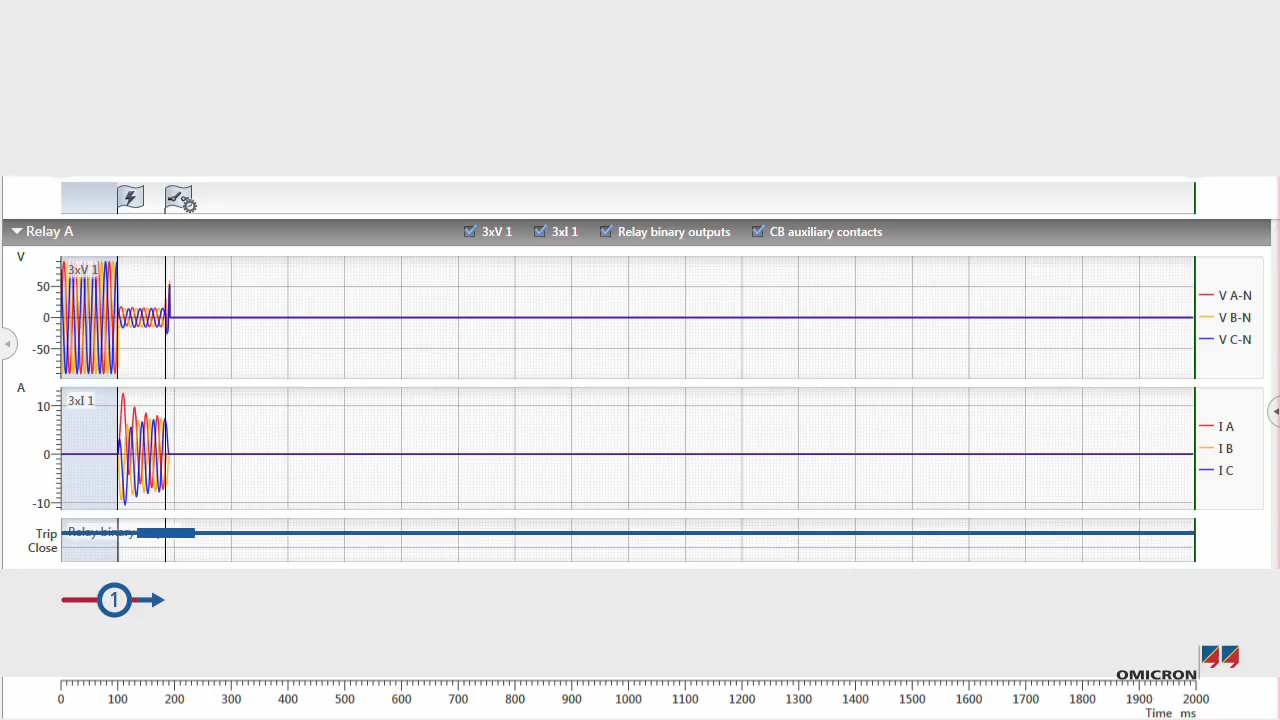 Relay A
3xV 1
3xI 1
Relay binary outputs
CB auxiliary contacts
V
3xV 1
50
0
-50
V A-N
V B-N
V C-N
A
3xI 1
10
0
-10
I A
I B
I C
Relay binary
Trip
Close
1
OMICRON
0 100 200 300 400 500 600 700 800 900 1000 1100 1200 1300 1400 1500 1600 1700 1800 1900 2000
Time ms